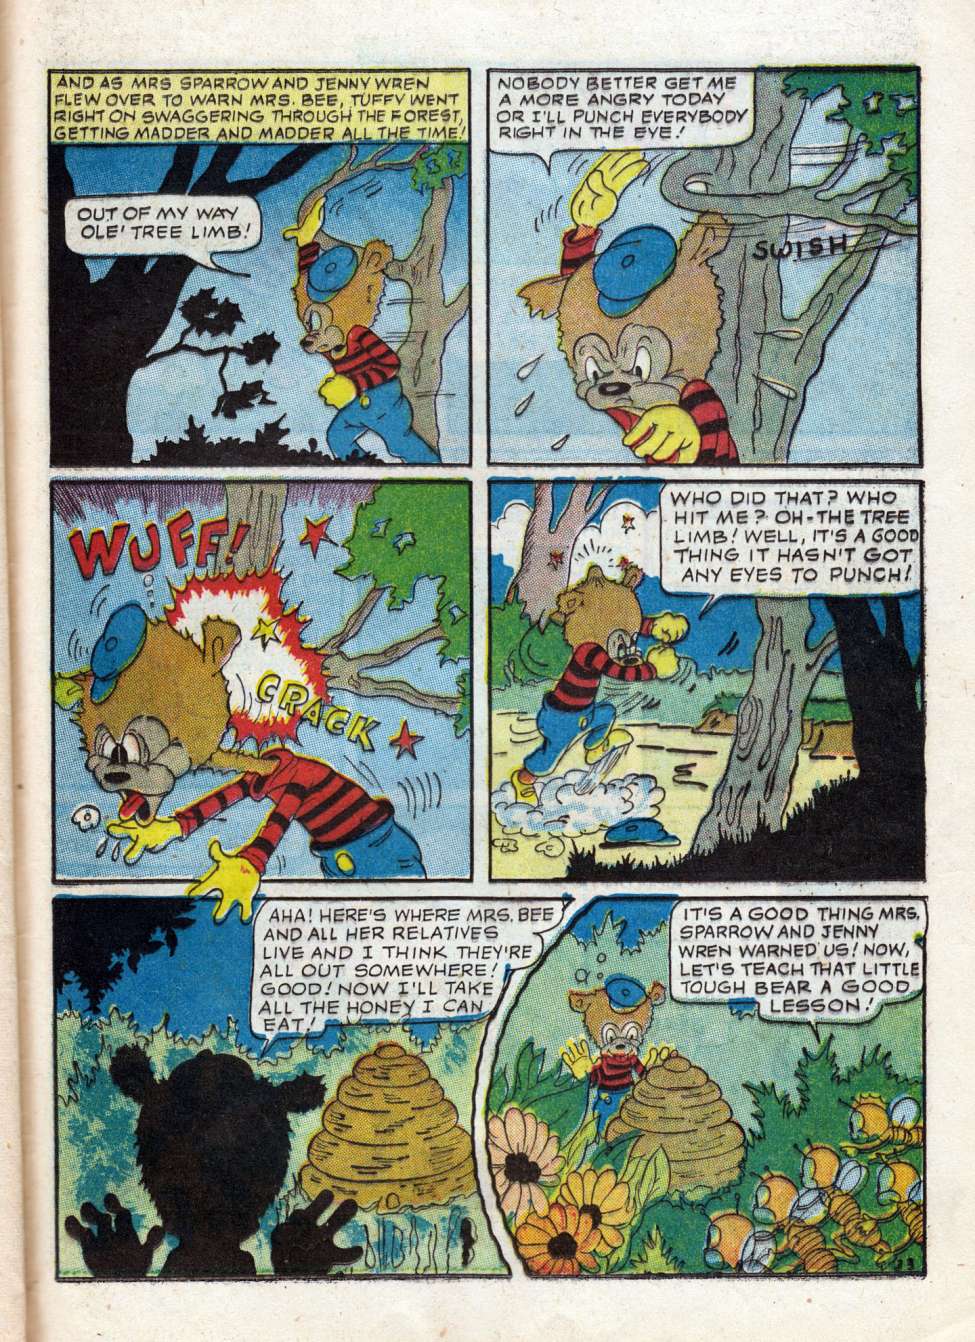 AND AS MRS SPARROW AND JENNY WREN
FLEW OVER TO WARN MRS. BEE, TUFFY WENT
RIGHT ON SWAGGERING THROUGH THE FOREST,
GETTING MADDER AND MADDER ALL THE TIME!
OUT OF MY WAY
OLE' TREE LIMB!
NOBODY BETTER GET ME
A MORE ANGRY TODAY
OR I'LL PUNCH EVERYBODY
RIGHT IN THE EYE!
SWISH
WUFF!
CRACK
WHO DID THAT? WHO
HIT ME? OH-THE TREE
LIMB! WELL, IT'S A GOOD
THING IT HASN'T GOT
ANY EYES TO PUNCH!
AHA! HERE'S WHERE MRS. BEE
AND ALL HER RELATIVES
LIVE AND I THINK THEY'RE
ALL OUT SOMEWHERE!
GOOD! NOW I'LL TAKE
ALL THE HONEY I CAN
EAT!
IT'S A GOOD THING MRS.
SPARROW AND JENNY
WREN WARNED US! NOW,
LET'S TEACH THAT LITTLE
TOUGH BEAR A GOOD
LESSON!